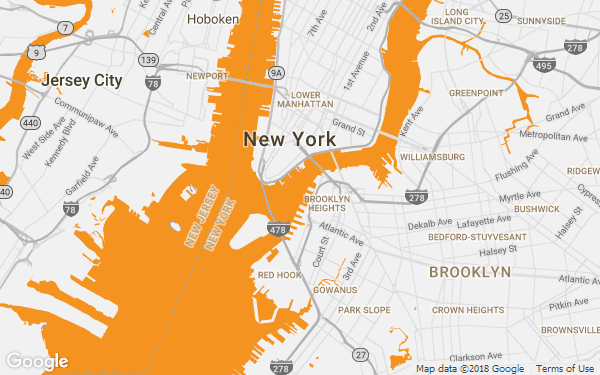 LONG
ISLAND CITY
25
SUNNYSIDE
Hoboken
Central Ave
Palisade Ave
7th Ave
2nd Ave
7
9
1
139
278
495
NEWPORT
9A
1st Avenue
Jersey City
78
LOWER
MANHATTAN
GREENPOINT
Communipaw Ave
Kent Ave
Grand Ave
440
West Side Ave
Kennedy Blvd
New York
Grand St
Metropolitan Ave
WILLIAMSBURG
Flushing Ave
RIDGEW
Garfield Ave
440
NEW JERSEY
NEW YORK
BROOKLYN
HEIGHTS
278
Myrtle Ave
Cypres
78
BUSHWICK
Halsey St
478
Atlantic Ave
Dekalb Ave
Lafayette Ave
BEDFORD-STUYVESANT
Halsey St
Court St
3rd Ave
RED HOOK
BROOKLYN
Atlantic Ave
GOWANUS
PARK SLOPE
CROWN HEIGHTS
Pitkin Ave
BROWNSVILL
27
278
Clarkson Ave
Google
Map data ©2018 Google
Terms of Use